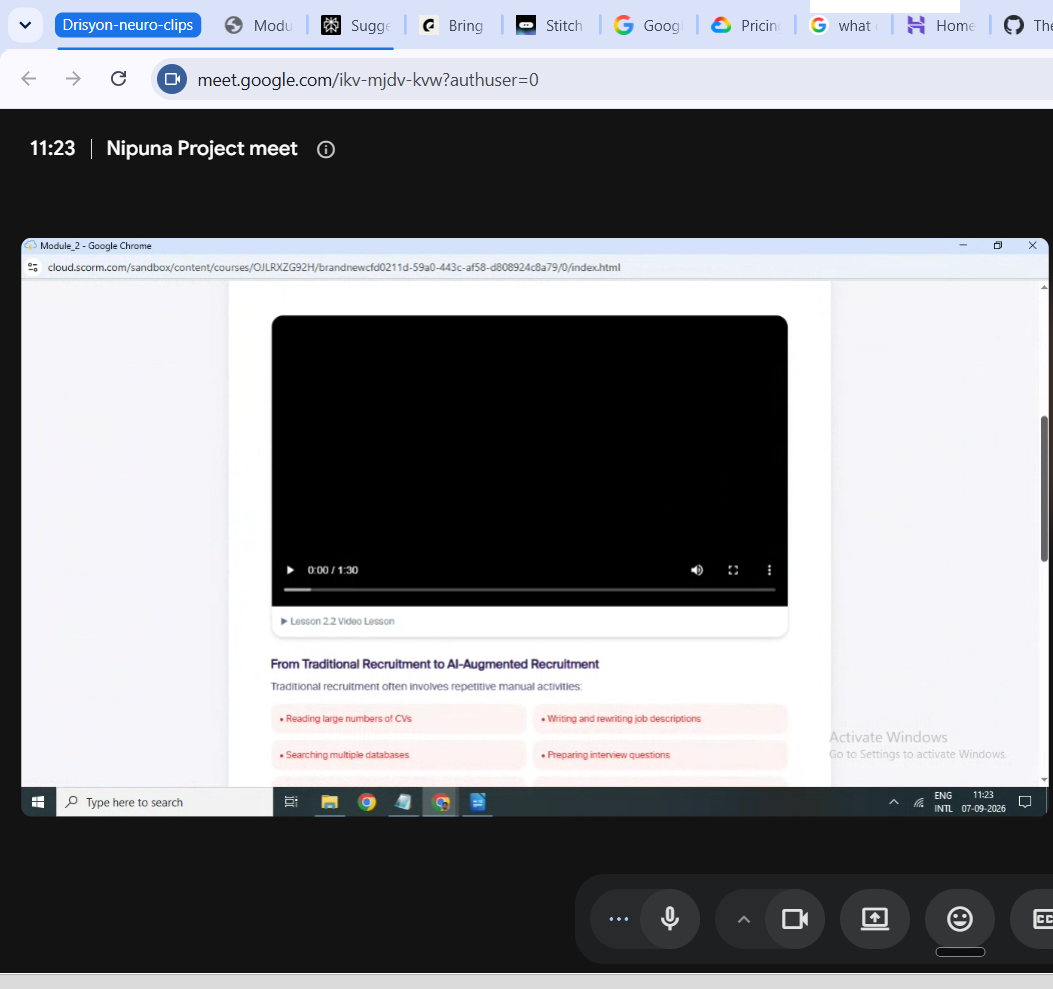 Drisyon-neuro-clips
Modu
Sugge
Bring
Stitch
Goog
Pricin
what
Home
The
meet.google.com/ikv-mjdv-kvw?authuser=0
11:23
Nipuna Project meet
Module_2 - Google Chrome
cloud.scorm.com/sandbox/content/courses/OJLRXZG92H/brandnewcfd0211d-59a0-443c-af58-d808924c8a79/0/index.html
0:00 / 1:30
▶ Lesson 2.2 Video Lesson
From Traditional Recruitment to AI-Augmented Recruitment
Traditional recruitment often involves repetitive manual activities:
• Reading large numbers of CVs
• Writing and rewriting job descriptions
• Searching multiple databases
• Preparing interview questions
Activate Windows
Go to Settings to activate Windows.
Type here to search
ENG
INTL
11:23
07-09-2026
CC